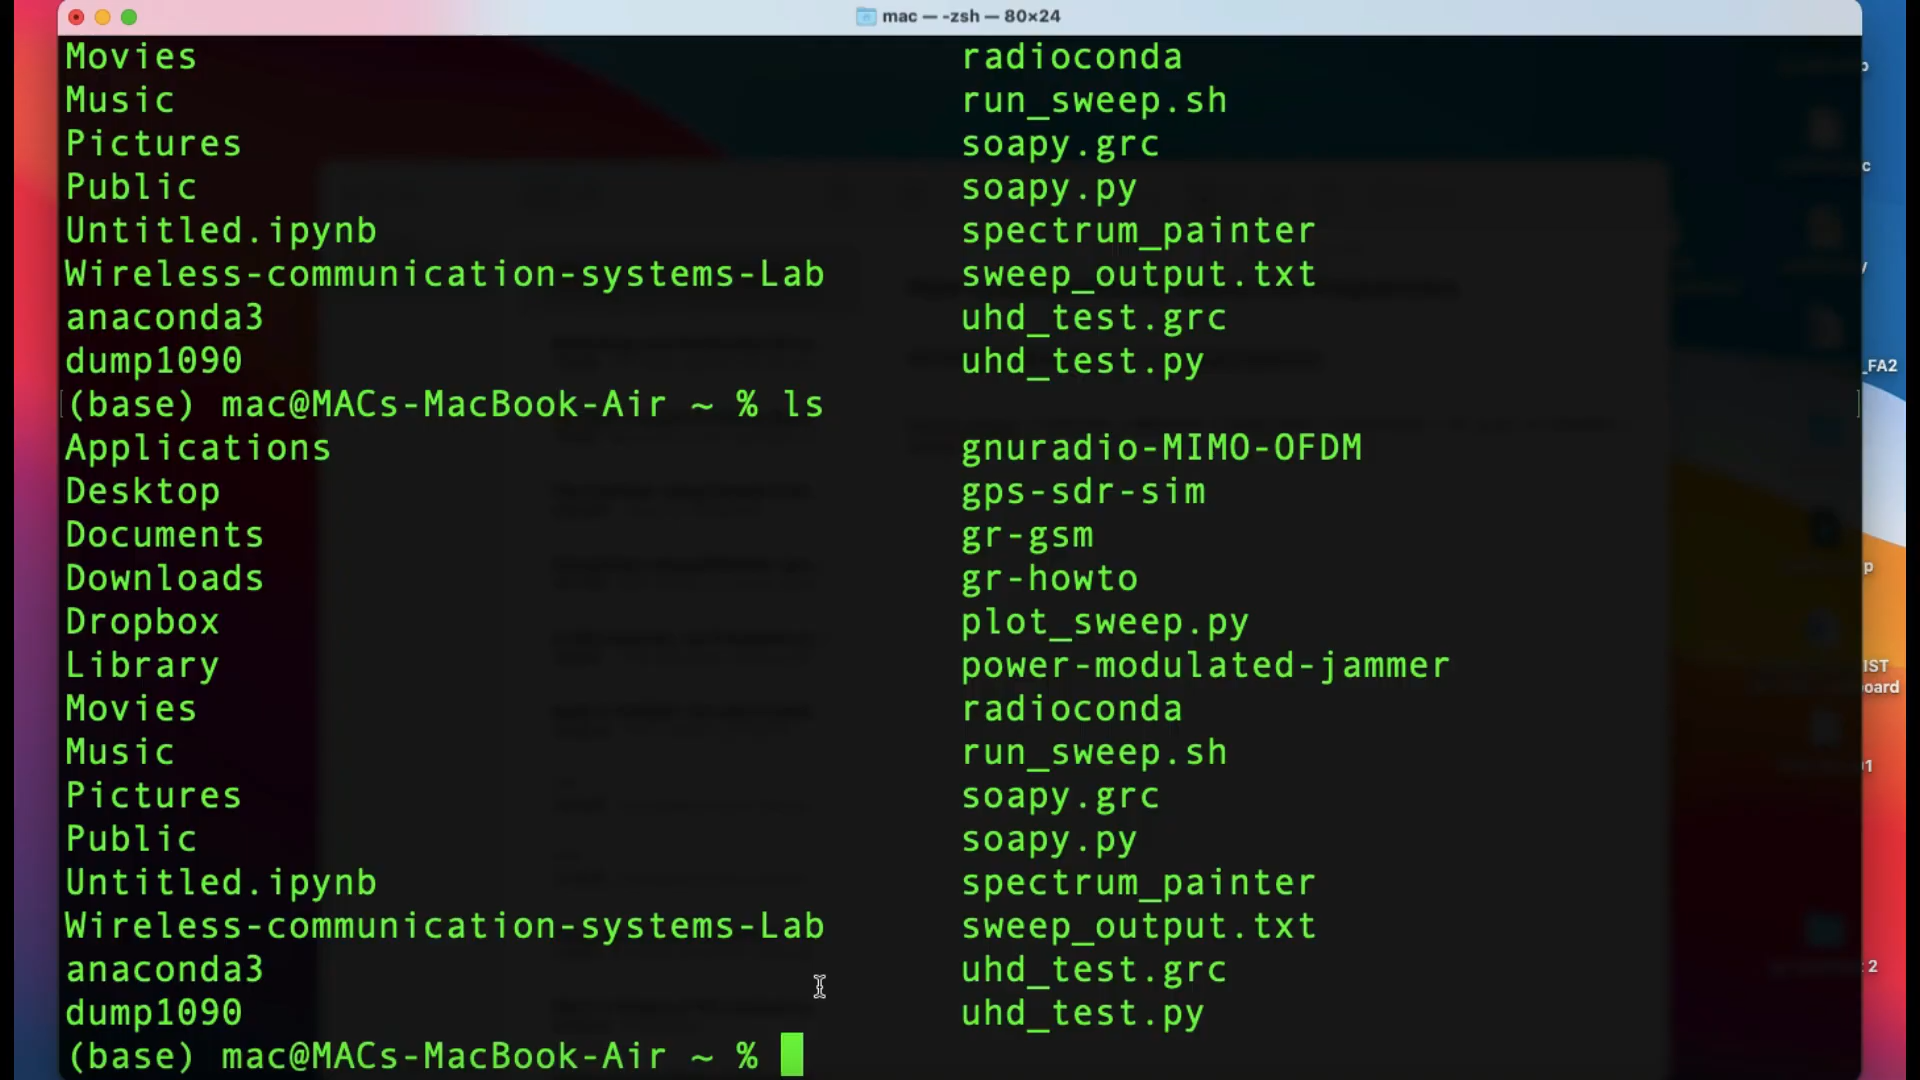 mac — -zsh — 80×24
Movies radioconda
Music run_sweep.sh
Pictures soapy.grc
Public soapy.py
Untitled.ipynb spectrum_painter
Wireless-communication-systems-Lab sweep_output.txt
anaconda3 uhd_test.grc
dump1090 uhd_test.py
(base) mac@MACs-MacBook-Air ~ % ls
Applications gnuradio-MIMO-OFDM
Desktop gps-sdr-sim
Documents gr-gsm
Downloads gr-howto
Dropbox plot_sweep.py
Library power-modulated-jammer
Movies radioconda
Music run_sweep.sh
Pictures soapy.grc
Public soapy.py
Untitled.ipynb spectrum_painter
Wireless-communication-systems-Lab sweep_output.txt
anaconda3 uhd_test.grc
dump1090 uhd_test.py
(base) mac@MACs-MacBook-Air ~ %
_FA2
IST
oard
2